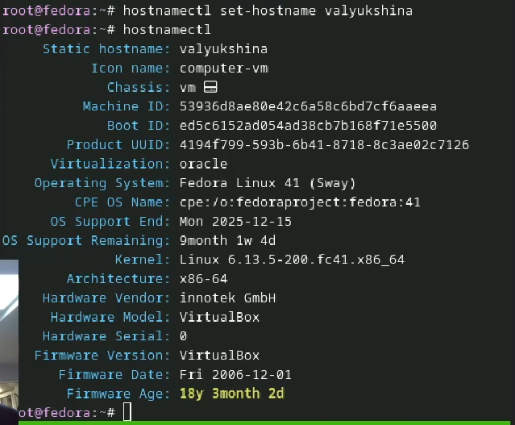 root@fedora:~# hostnamectl set-hostname valyukshina
root@fedora:~# hostnamectl
Static hostname: valyukshina
Icon name: computer-vm
Chassis: vm 🖴
Machine ID: 53936d8ae80e42c6a58c6bd7cf6aaeea
Boot ID: ed5c6152ad054ad38cb7b168f71e5500
Product UUID: 4194f799-593b-6b41-8718-8c3ae02c7126
Virtualization: oracle
Operating System: Fedora Linux 41 (Sway)
CPE OS Name: cpe:/o:fedoraproject:fedora:41
OS Support End: Mon 2025-12-15
OS Support Remaining: 9month 1w 4d
Kernel: Linux 6.13.5-200.fc41.x86_64
Architecture: x86-64
Hardware Vendor: innotek GmbH
Hardware Model: VirtualBox
Hardware Serial: 0
Firmware Version: VirtualBox
Firmware Date: Fri 2006-12-01
Firmware Age: 18y 3month 2d
ot@fedora:~#